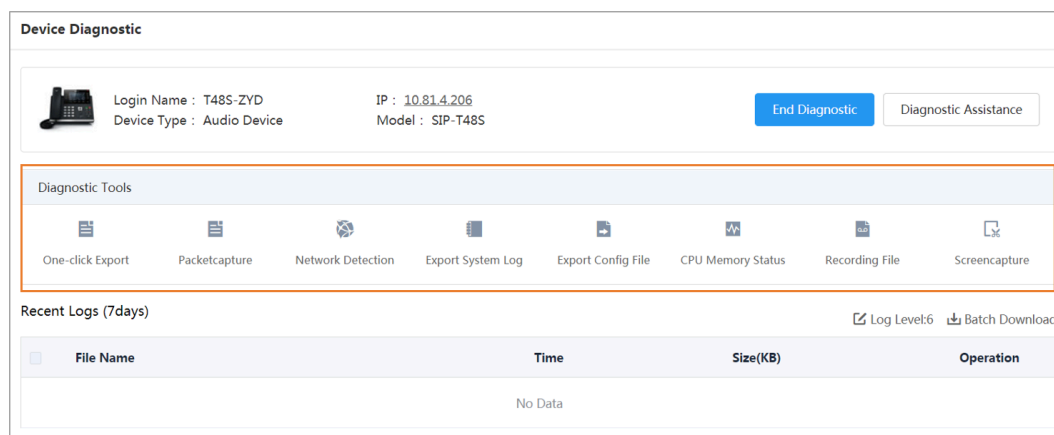 Device Diagnostic
Login Name : T48S-ZYD IP : 10.81.4.206
End Diagnostic Diagnostic Assistance
Device Type : Audio Device Model : SIP-T48S
Diagnostic Tools
One-click Export Packetcapture Network Detection Export System Log Export Config File CPU Memory Status Recording File Screencapture
Recent Logs (7days)
Log Level:6 Batch Download
File Name Time Size(KB) Operation
No Data